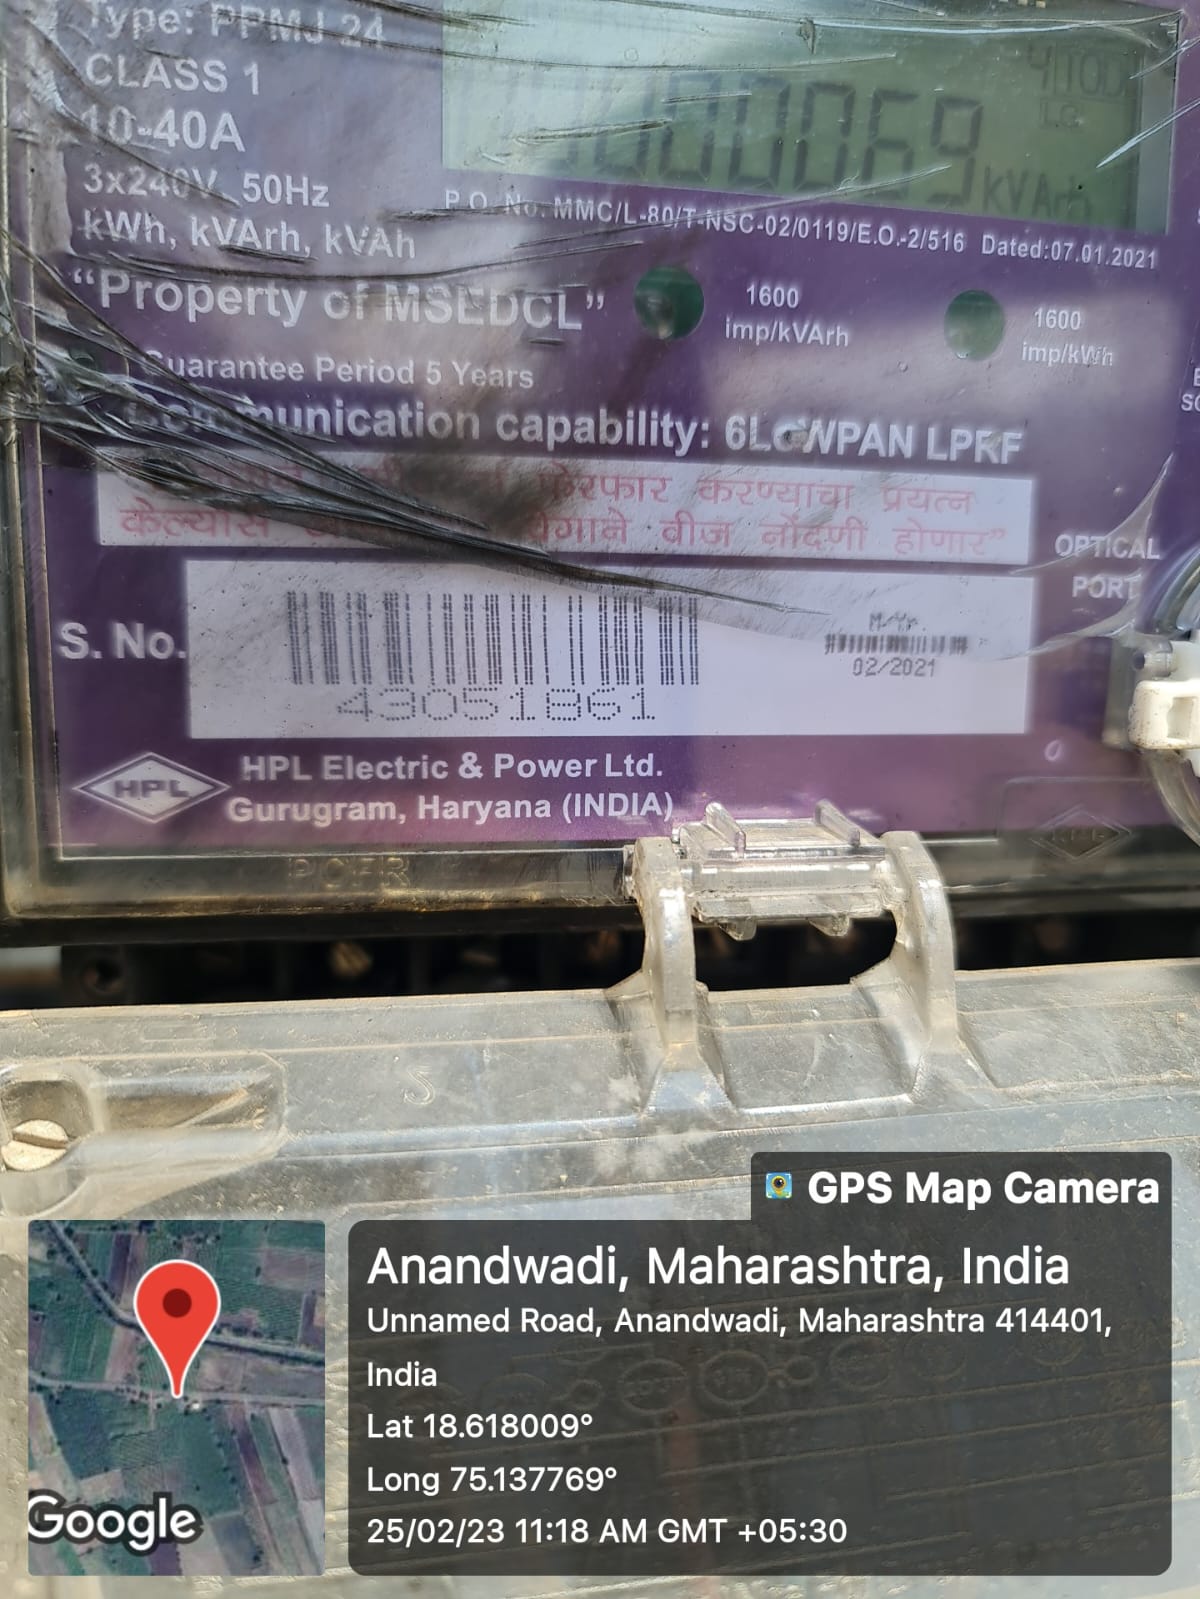 Type: PPMJ 24
CLASS 1
10-40A
3x240V, 50Hz
kWh, kVArh, kVAh
000069 kVArh
P.O. No. MMC/L-80/T-NSC-02/0119/E.O.-2/516 Dated:07.01.2021
"Property of MSEDCL"
1600
imp/kVArh
1600
imp/kWh
Guarantee Period 5 Years
Communication capability: 6LoWPAN LPRF
फेरफार करण्याचा प्रयत्न
केल्यास वेगाने वीज नोंदणी होणार"
OPTICAL
PORT
S. No.
43051861
M.Yr.
02/2021
HPL
HPL Electric & Power Ltd.
Gurugram, Haryana (INDIA)
GPS Map Camera
Anandwadi, Maharashtra, India
Unnamed Road, Anandwadi, Maharashtra 414401,
India
Lat 18.618009°
Long 75.137769°
25/02/23 11:18 AM GMT +05:30
Google